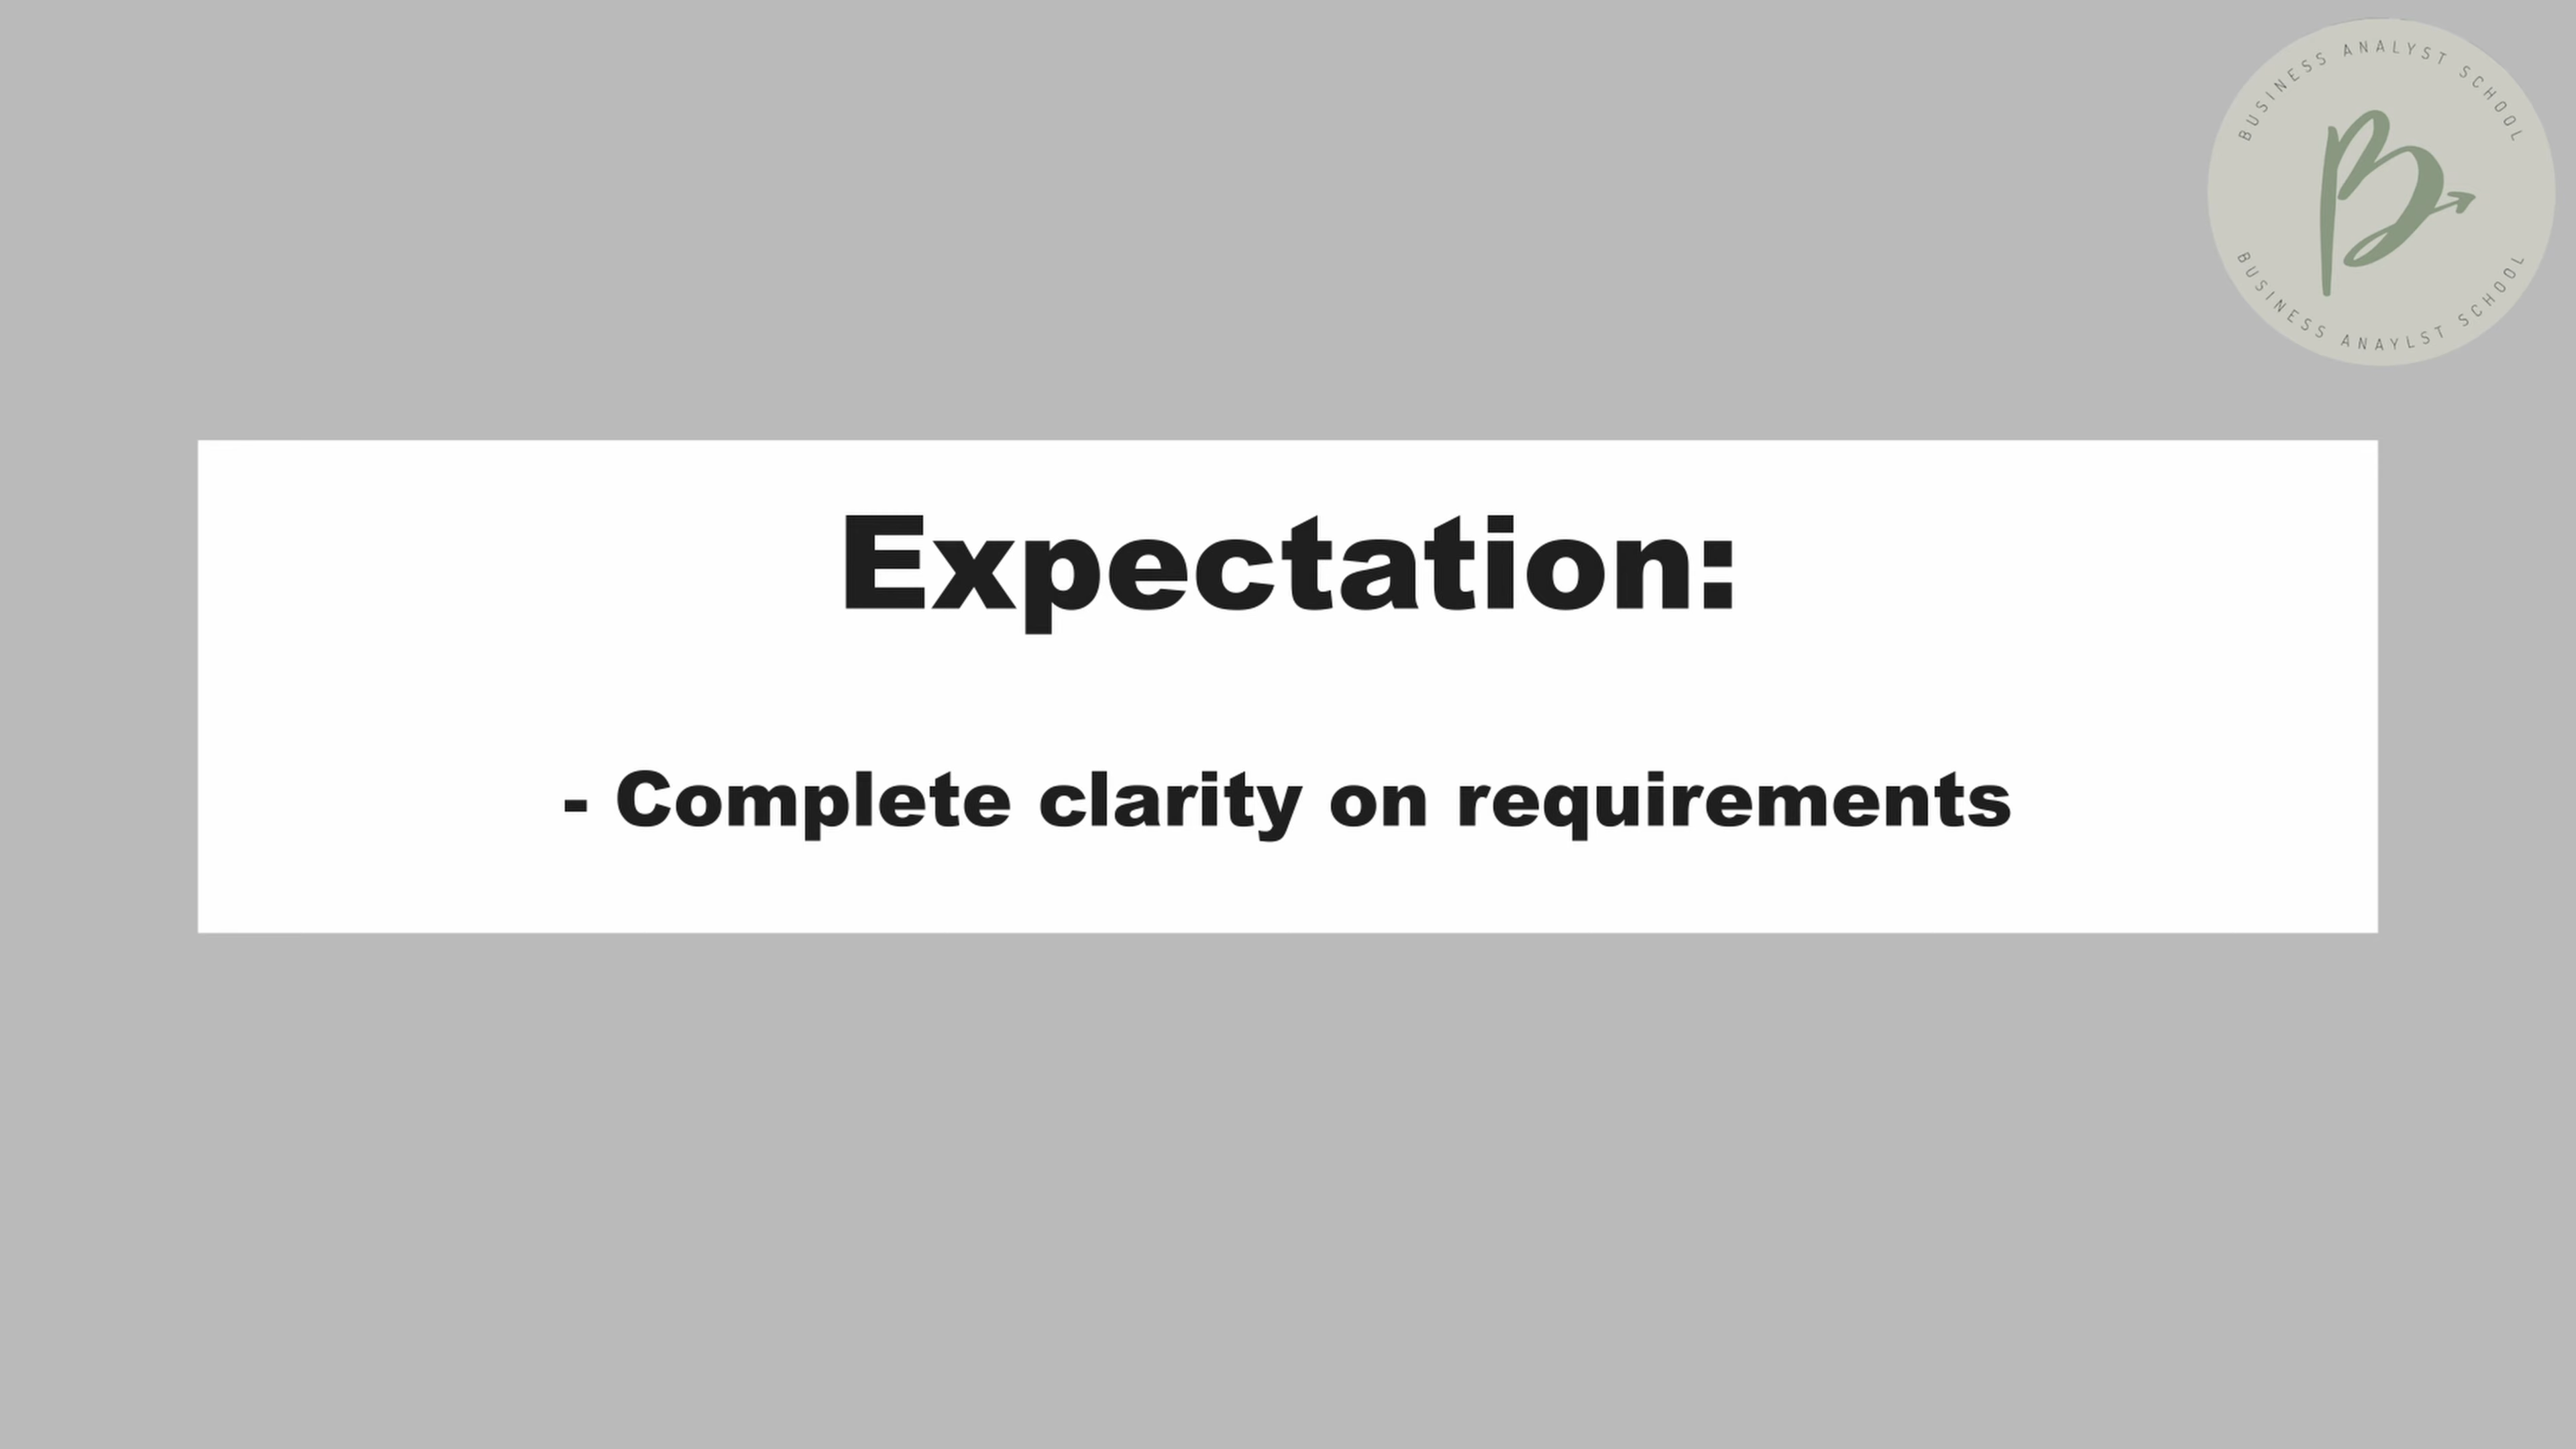 BUSINESS ANALYST SCHOOL
B
BUSINESS ANAYLST SCHOOL
Expectation:
- Complete clarity on requirements